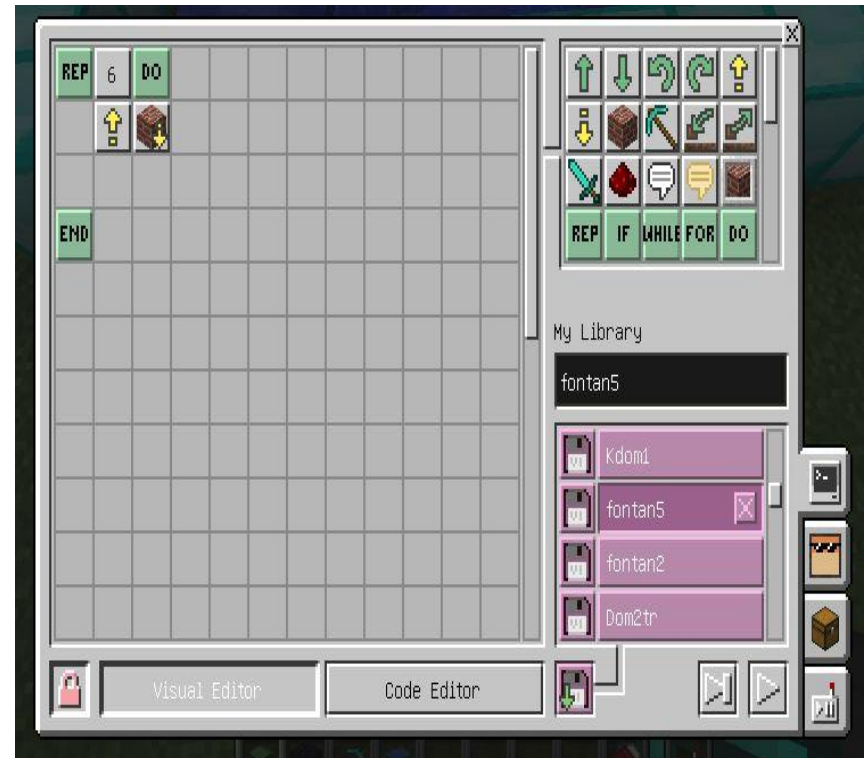 X
REP 6 DO
END
REP IF WHILE FOR DO
My Library
fontan5
Kdom1
fontan5 X
fontan2
Dom2tr
Visual Editor
Code Editor